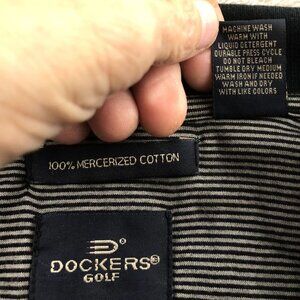 MACHINE WASH
WARM WITH
LIQUID DETERGENT
DURABLE PRESS CYCLE
DO NOT BLEACH
TUMBLE DRY MEDIUM
WARM IRON IF NEEDED
WASH AND DRY
WITH LIKE COLORS
100% MERCERIZED COTTON
DOCKERS®
GOLF